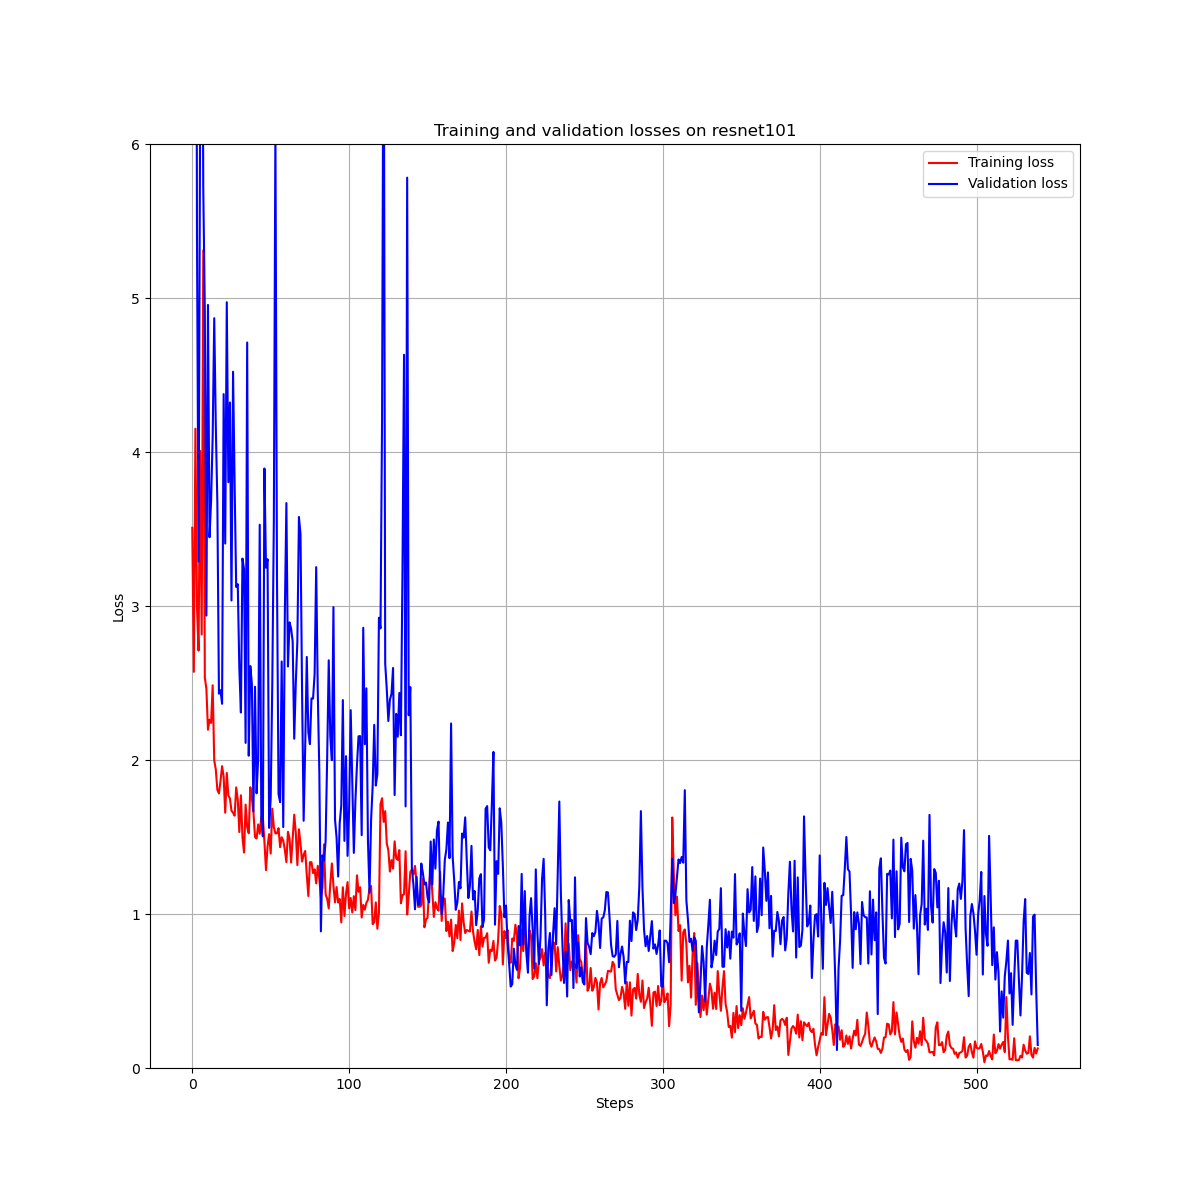 Training and validation losses on resnet101
Training loss
Validation loss
6
5
4
3
2
1
0
Loss
0
100
200
300
400
500
Steps